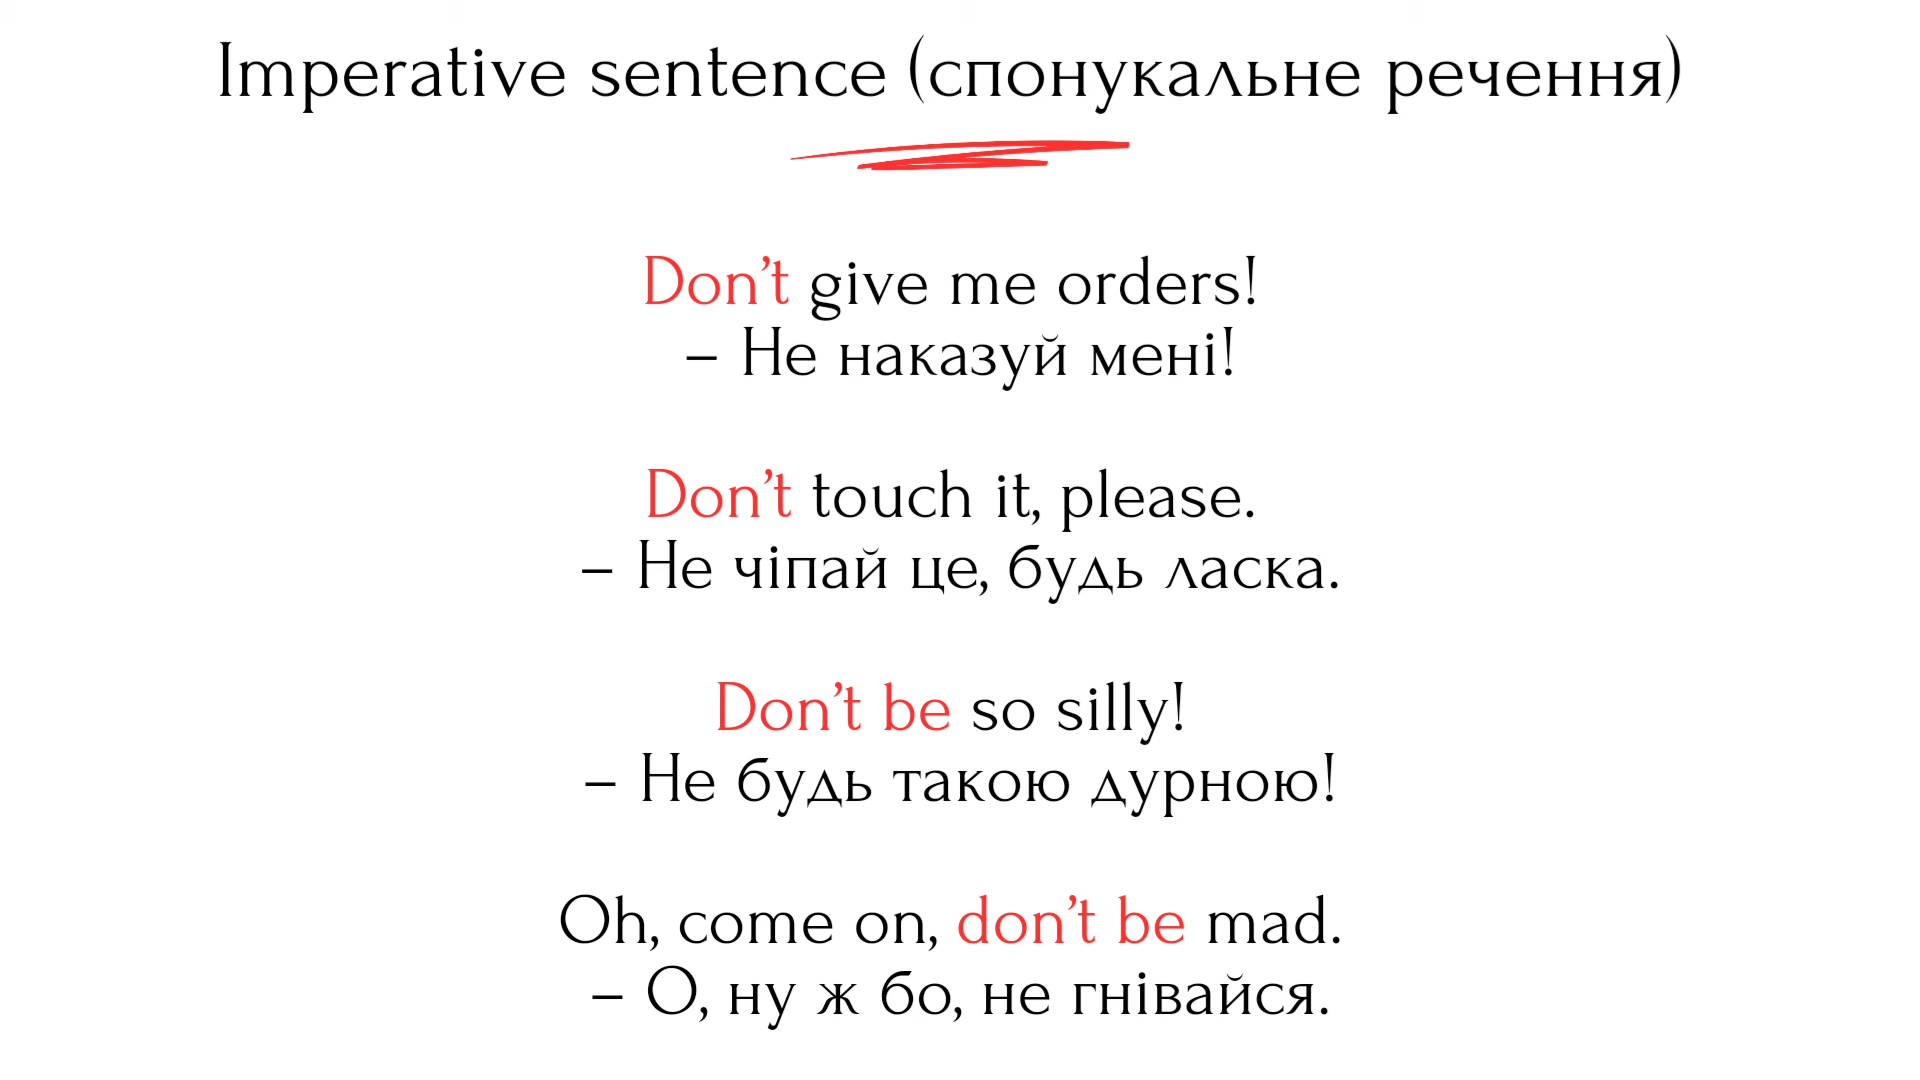 Imperative sentence (спонукальне речення)
Don’t give me orders!
– Не наказуй мені!
Don’t touch it, please.
– Не чіпай це, будь ласка.
Don’t be so silly!
– Не будь такою дурною!
Oh, come on, don’t be mad.
– О, ну ж бо, не гнівайся.